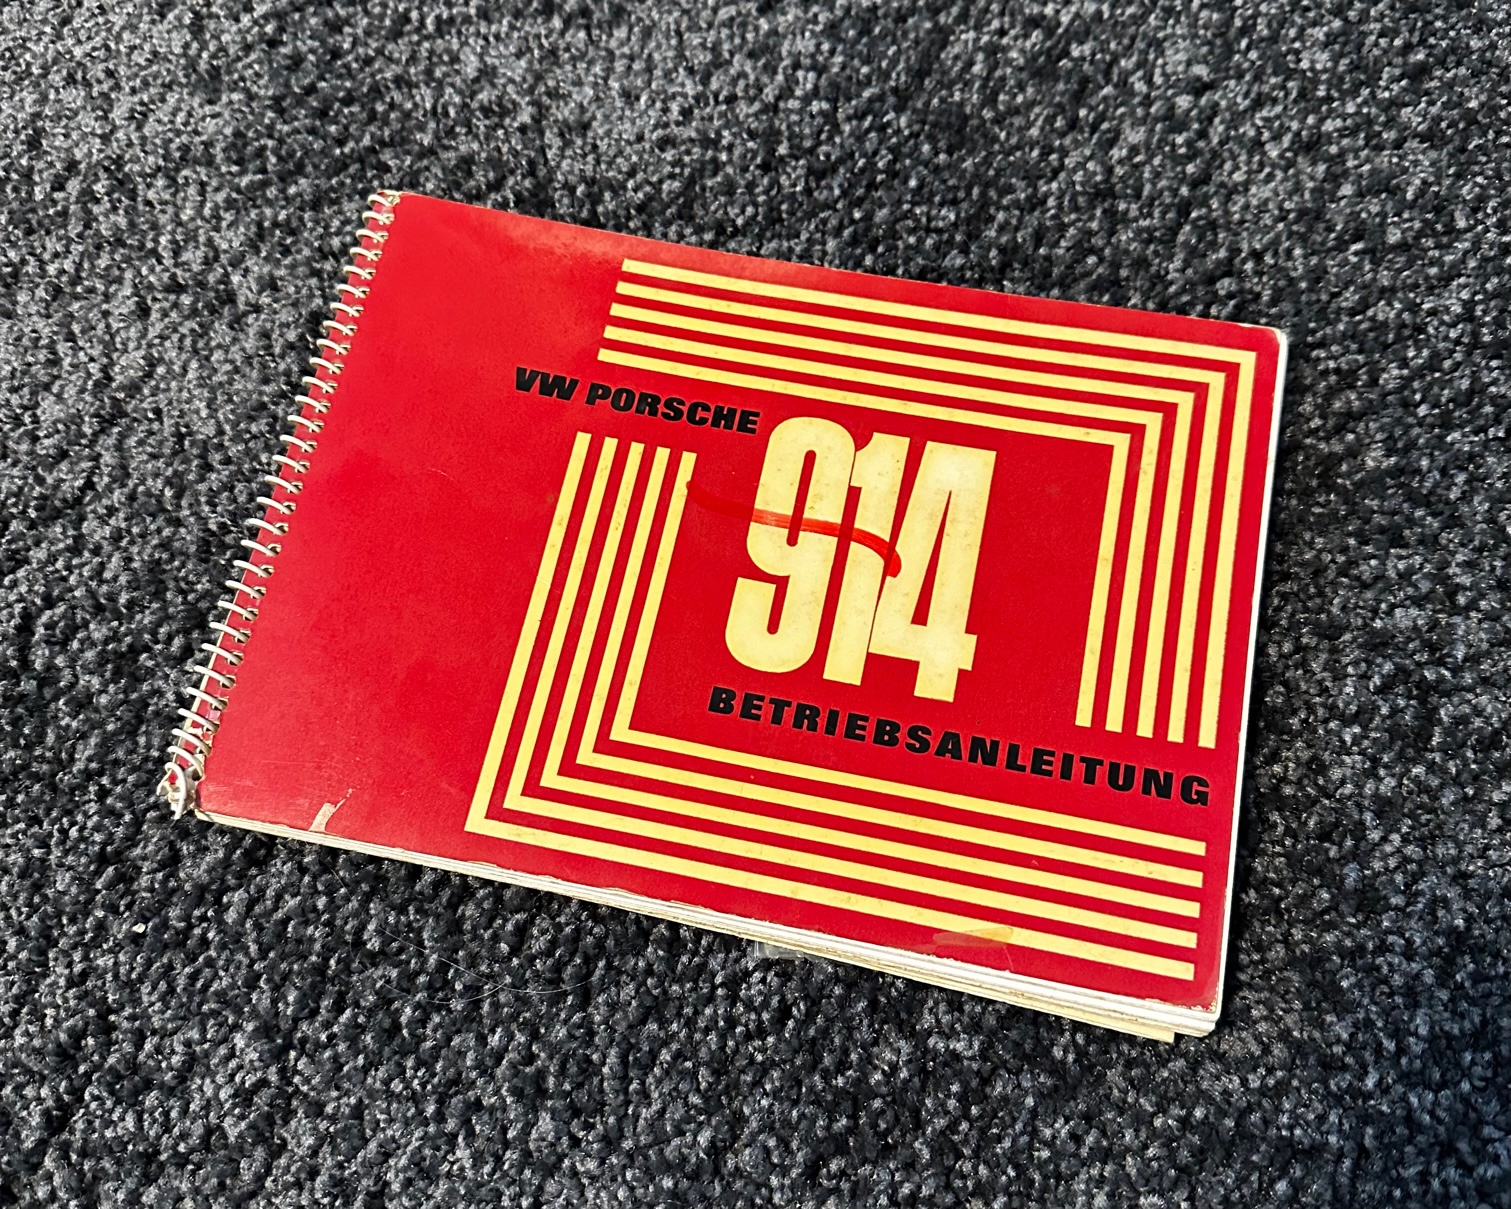 VW PORSCHE
914
BETRIEBSANLEITUNG